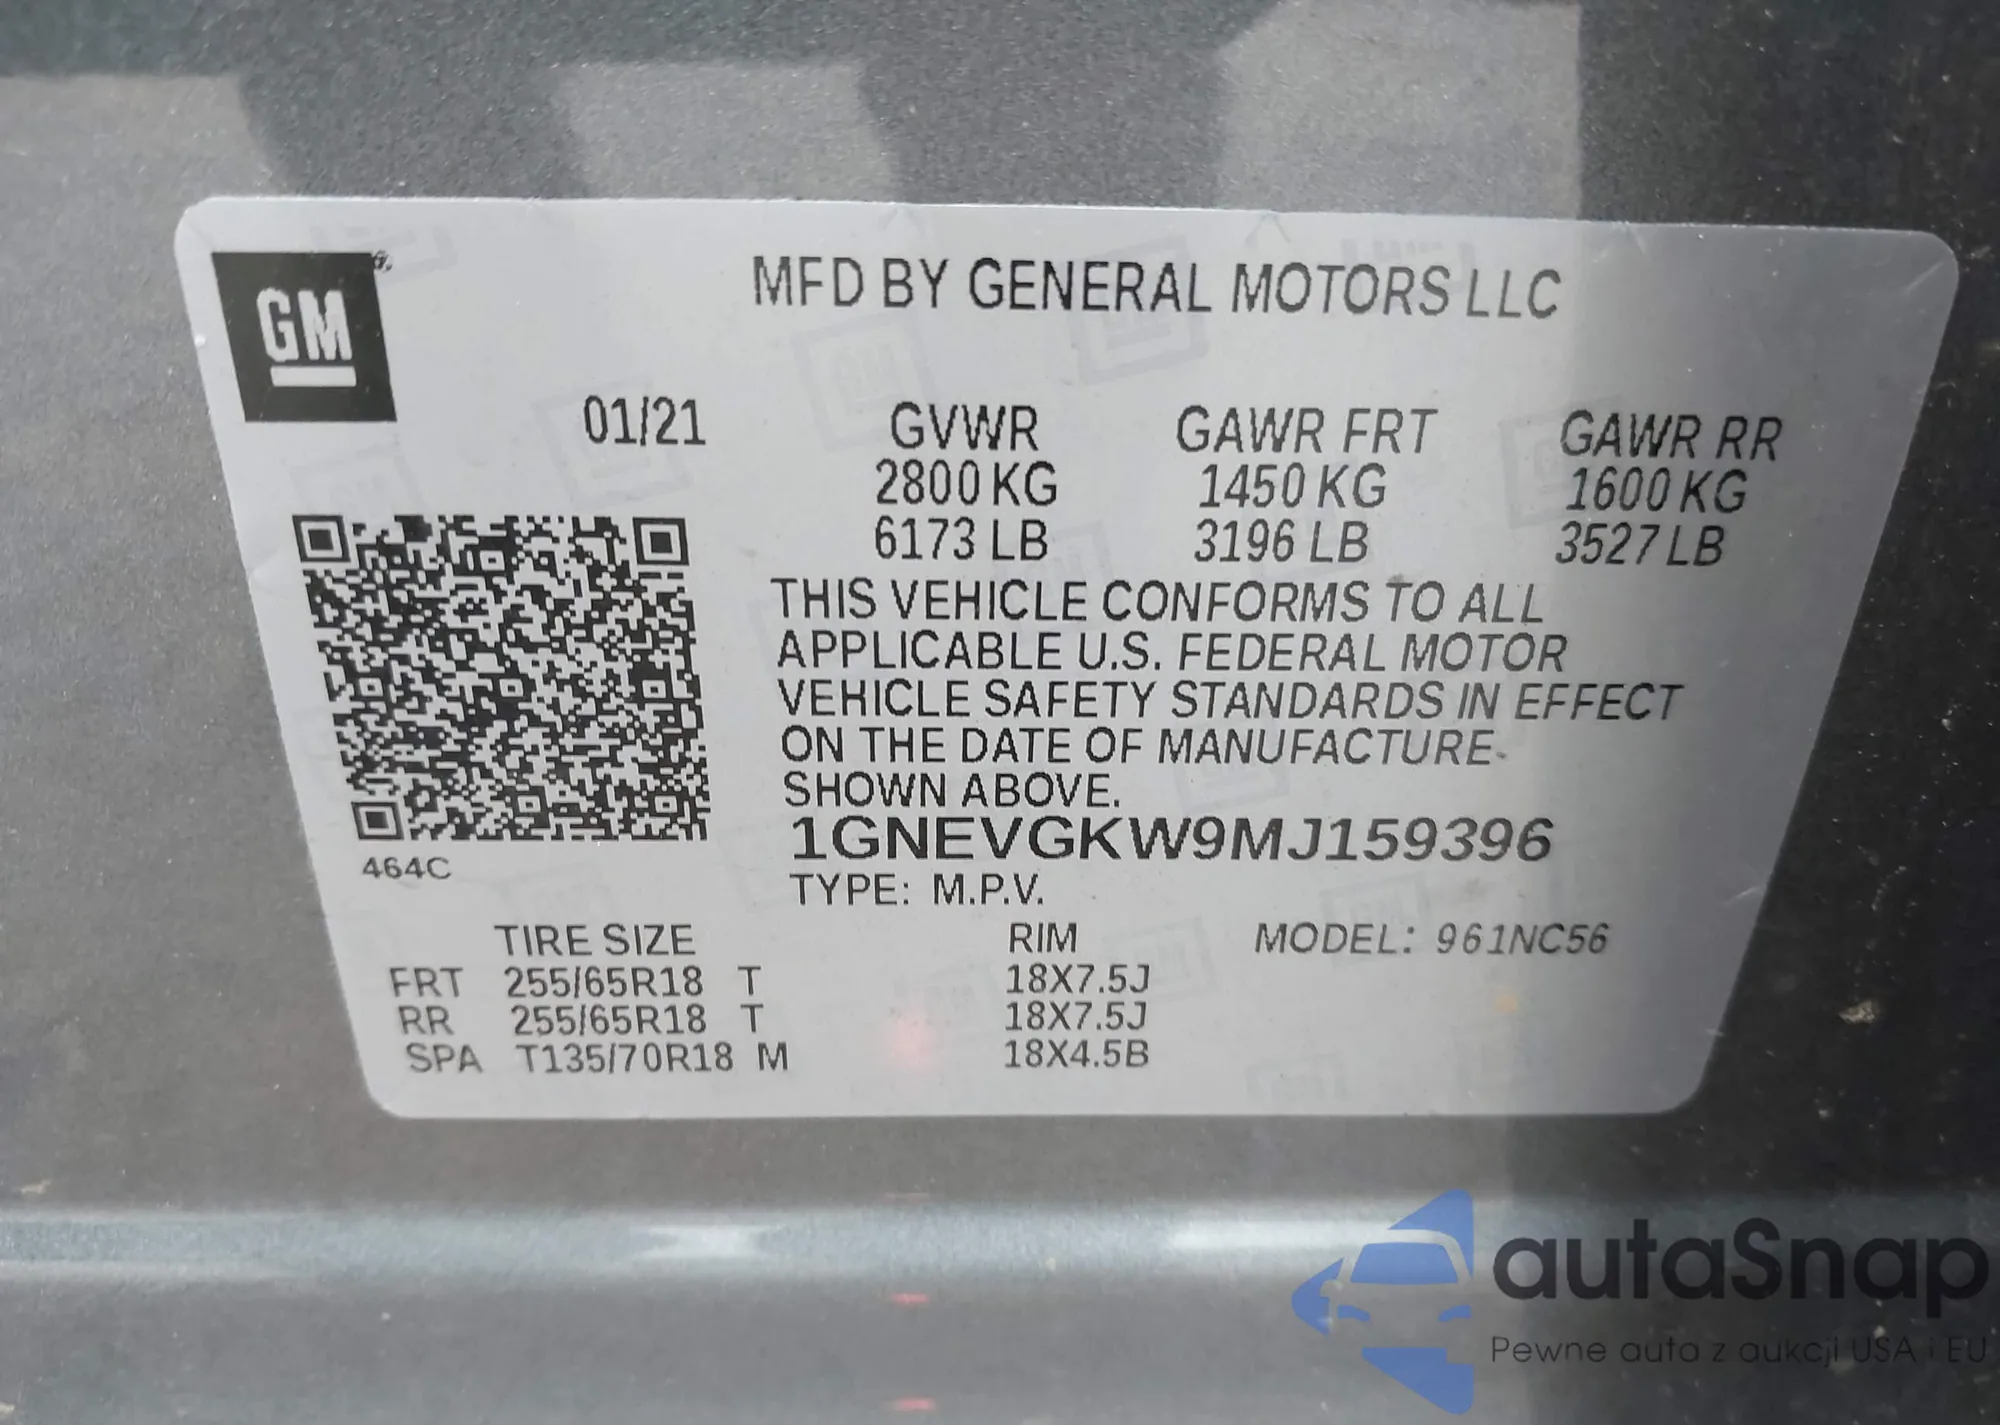 GM
MFD BY GENERAL MOTORS LLC
01/21 GVWR GAWR FRT GAWR RR
2800 KG 1450 KG 1600 KG
6173 LB 3196 LB 3527 LB
THIS VEHICLE CONFORMS TO ALL
APPLICABLE U.S. FEDERAL MOTOR
VEHICLE SAFETY STANDARDS IN EFFECT
ON THE DATE OF MANUFACTURE
SHOWN ABOVE.
1GNEVGKW9MJ159396
464C
TYPE: M.P.V.
TIRE SIZE RIM MODEL: 961NC56
FRT 255/65R18 T 18X7.5J
RR 255/65R18 T 18X7.5J
SPA T135/70R18 M 18X4.5B
autaSnap
Pewne auta z aukcji USA i EU